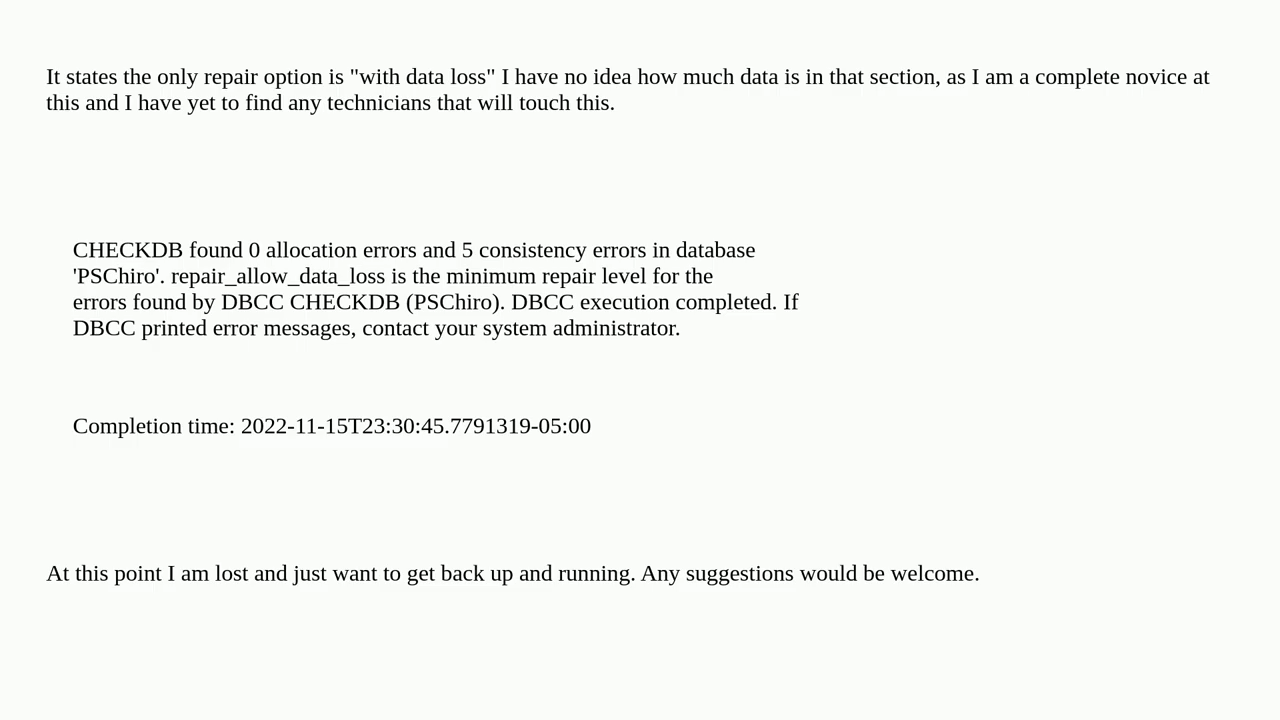 It states the only repair option is "with data loss" I have no idea how much data is in that section, as I am a complete novice at
this and I have yet to find any technicians that will touch this.
CHECKDB found 0 allocation errors and 5 consistency errors in database
'PSChiro'. repair_allow_data_loss is the minimum repair level for the
errors found by DBCC CHECKDB (PSChiro). DBCC execution completed. If
DBCC printed error messages, contact your system administrator.
Completion time: 2022-11-15T23:30:45.7791319-05:00
At this point I am lost and just want to get back up and running. Any suggestions would be welcome.